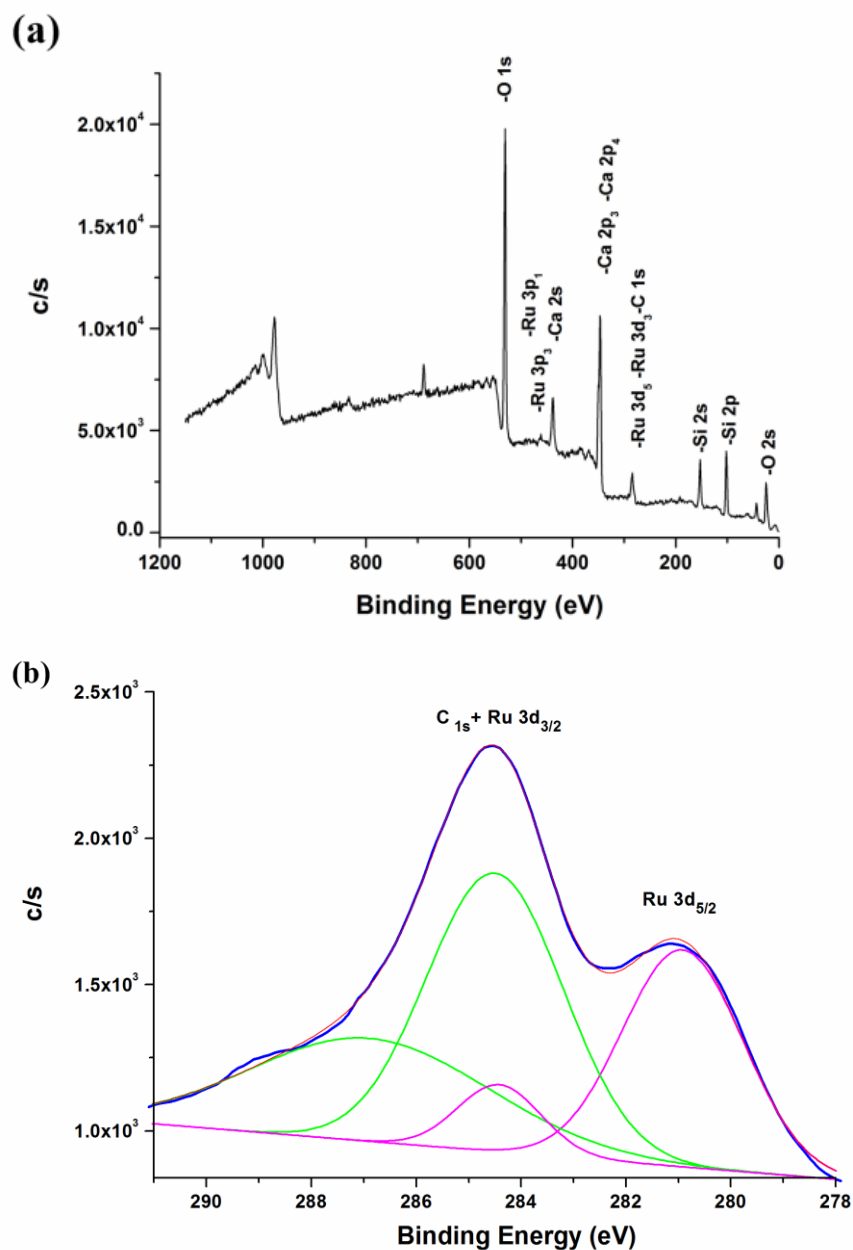 (a)
c/s
2.0x10⁴
1.5x10⁴
1.0x10⁴
5.0x10³
0.0
-O 1s
-Ru 3p₃ -Ru 3p₁
-Ca 2s
-Ca 2p₃ -Ca 2p₄
-Ru 3d₅ -Ru 3d₃-C 1s
-Si 2s
-Si 2p
-O 2s
1200 1000 800 600 400 200 0
Binding Energy (eV)
(b)
c/s
2.5x10³
2.0x10³
1.5x10³
1.0x10³
C 1s+ Ru 3d3/2
Ru 3d5/2
290 288 286 284 282 280 278
Binding Energy (eV)